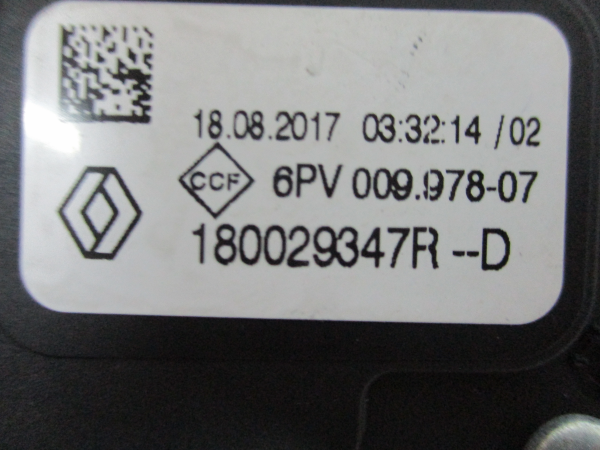 18.08.2017 03:32:14 / 02
CCF 6PV 009.978-07
180029347R --D